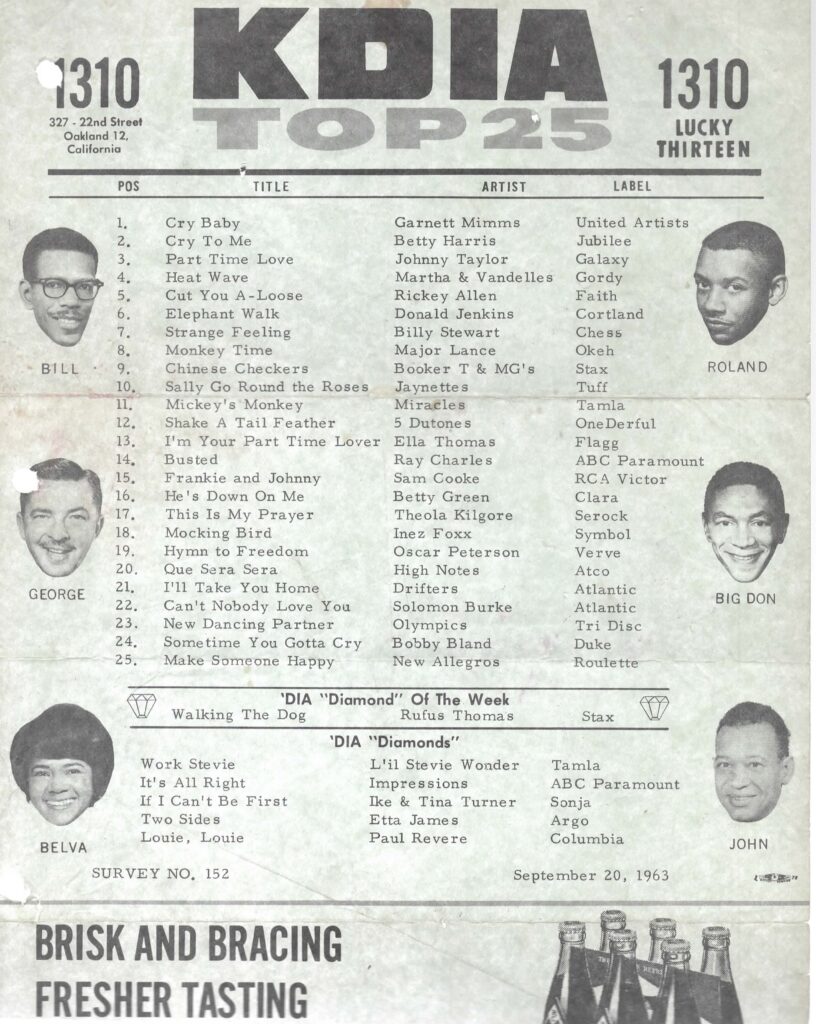 KDIA
TOP 25
1310
327 - 22nd Street
Oakland 12,
California
1310
LUCKY
THIRTEEN
POS TITLE ARTIST LABEL
1. Cry Baby Garnett Mimms United Artists
2. Cry To Me Betty Harris Jubilee
3. Part Time Love Johnny Taylor Galaxy
4. Heat Wave Martha & Vandelles Gordy
5. Cut You A-Loose Rickey Allen Faith
6. Elephant Walk Donald Jenkins Cortland
7. Strange Feeling Billy Stewart Chess
8. Monkey Time Major Lance Okeh
9. Chinese Checkers Booker T & MG's Stax
10. Sally Go Round the Roses Jaynettes Tuff
11. Mickey's Monkey Miracles Tamla
12. Shake A Tail Feather 5 Dutones OneDerful
13. I'm Your Part Time Lover Ella Thomas Flagg
14. Busted Ray Charles ABC Paramount
15. Frankie and Johnny Sam Cooke RCA Victor
16. He's Down On Me Betty Green Clara
17. This Is My Prayer Theola Kilgore Serock
18. Mocking Bird Inez Foxx Symbol
19. Hymn to Freedom Oscar Peterson Verve
20. Que Sera Sera High Notes Atco
21. I'll Take You Home Drifters Atlantic
22. Can't Nobody Love You Solomon Burke Atlantic
23. New Dancing Partner Olympics Tri Disc
24. Sometime You Gotta Cry Bobby Bland Duke
25. Make Someone Happy New Allegros Roulette
BILL
ROLAND
GEORGE
BIG DON
'DIA "Diamond" Of The Week
Walking The Dog Rufus Thomas Stax
'DIA "Diamonds"
Work Stevie L'il Stevie Wonder Tamla
It's All Right Impressions ABC Paramount
If I Can't Be First Ike & Tina Turner Sonja
Two Sides Etta James Argo
Louie, Louie Paul Revere Columbia
BELVA
JOHN
SURVEY NO. 152 September 20, 1963
BRISK AND BRACING
FRESHER TASTING